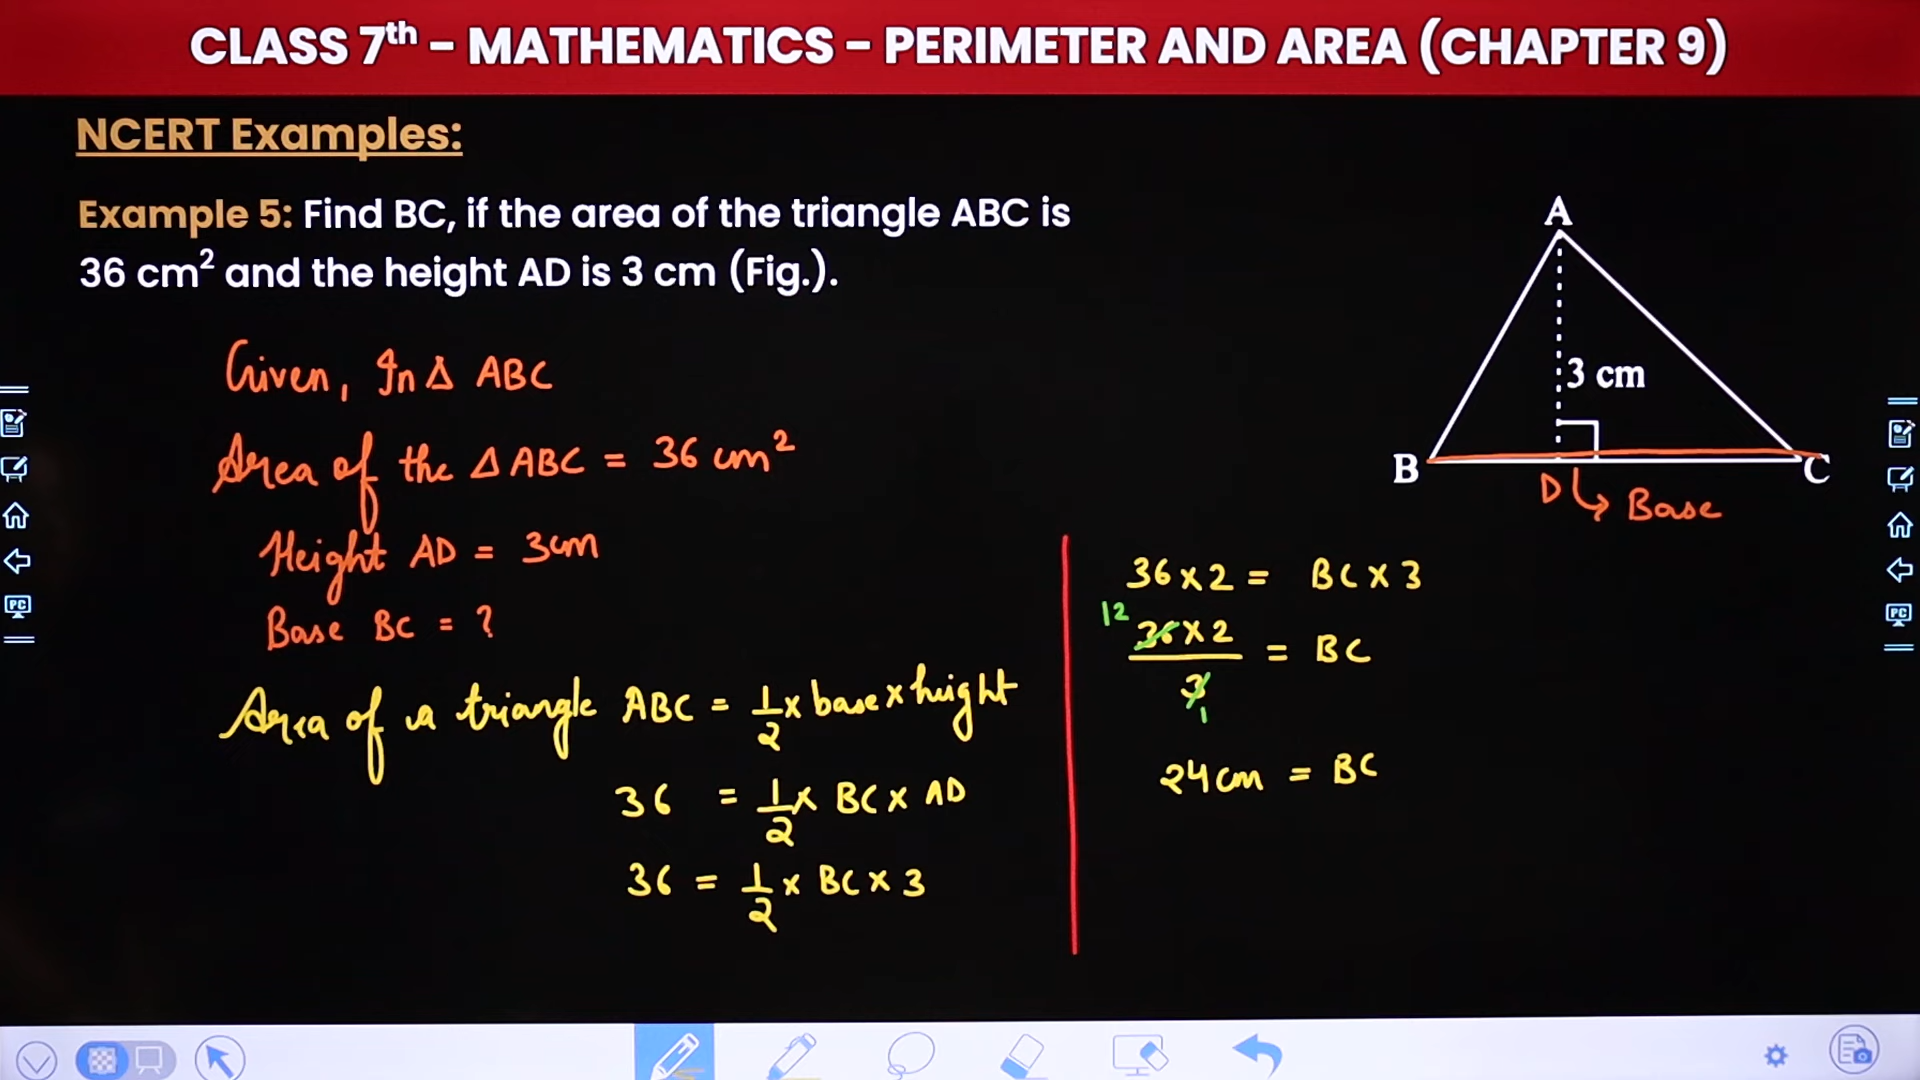 CLASS 7th - MATHEMATICS - PERIMETER AND AREA (CHAPTER 9)
NCERT Examples:
Example 5: Find BC, if the area of the triangle ABC is
36 cm² and the height AD is 3 cm (Fig.).
Given, In Δ ABC
Area of the Δ ABC = 36 cm²
Height AD = 3cm
Base BC = ?
Area of a triangle ABC = 1/2 × base × height
36 = 1/2 × BC × AD
36 = 1/2 × BC × 3
A
3 cm
B
D
C
Base
36 × 2 = BC × 3
12
36 × 2 / 3 = BC
1
24 cm = BC
PC
PC